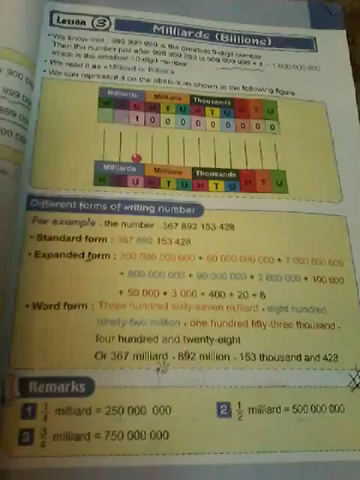 Lesson 3
Milliards (Billions)
• We know that : 999 999 999 is the greatest 9-digit number
Then the number just after 999 999 999 is 999 999 999 + 1 = 1 000 000 000
which is the smallest 10-digit number
• We read it as 1 Milliard or Billion
• We can represent it on the abacus as shown in the following figure
Milliards Millions Thousands
H U H T U H T U H T U
1 0 0 0 0 0 0 0 0 0
Milliards Millions Thousands
H U H T U H T U H T U
Different forms of writing number
For example , the number : 367 892 153 428
• Standard form : 367 892 153 428
• Expanded form : 300 000 000 000 + 60 000 000 000 + 7 000 000 000
+ 800 000 000 + 90 000 000 + 2 000 000 + 100 000
+ 50 000 + 3 000 + 400 + 20 + 8
• Word form : Three hundred sixty-seven milliard , eight hundred
ninety-two million , one hundred fifty-three thousand ,
four hundred and twenty-eight
Or 367 milliard , 892 million , 153 thousand and 428
Remarks
1 1/4 milliard = 250 000 000
2 1/2 milliard = 500 000 000
3 3/4 milliard = 750 000 000